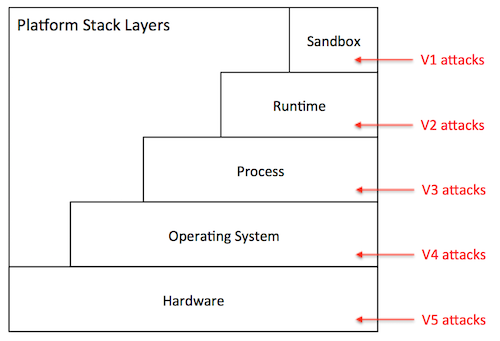 Platform Stack Layers
Sandbox
V1 attacks
Runtime
V2 attacks
Process
V3 attacks
Operating System
V4 attacks
Hardware
V5 attacks